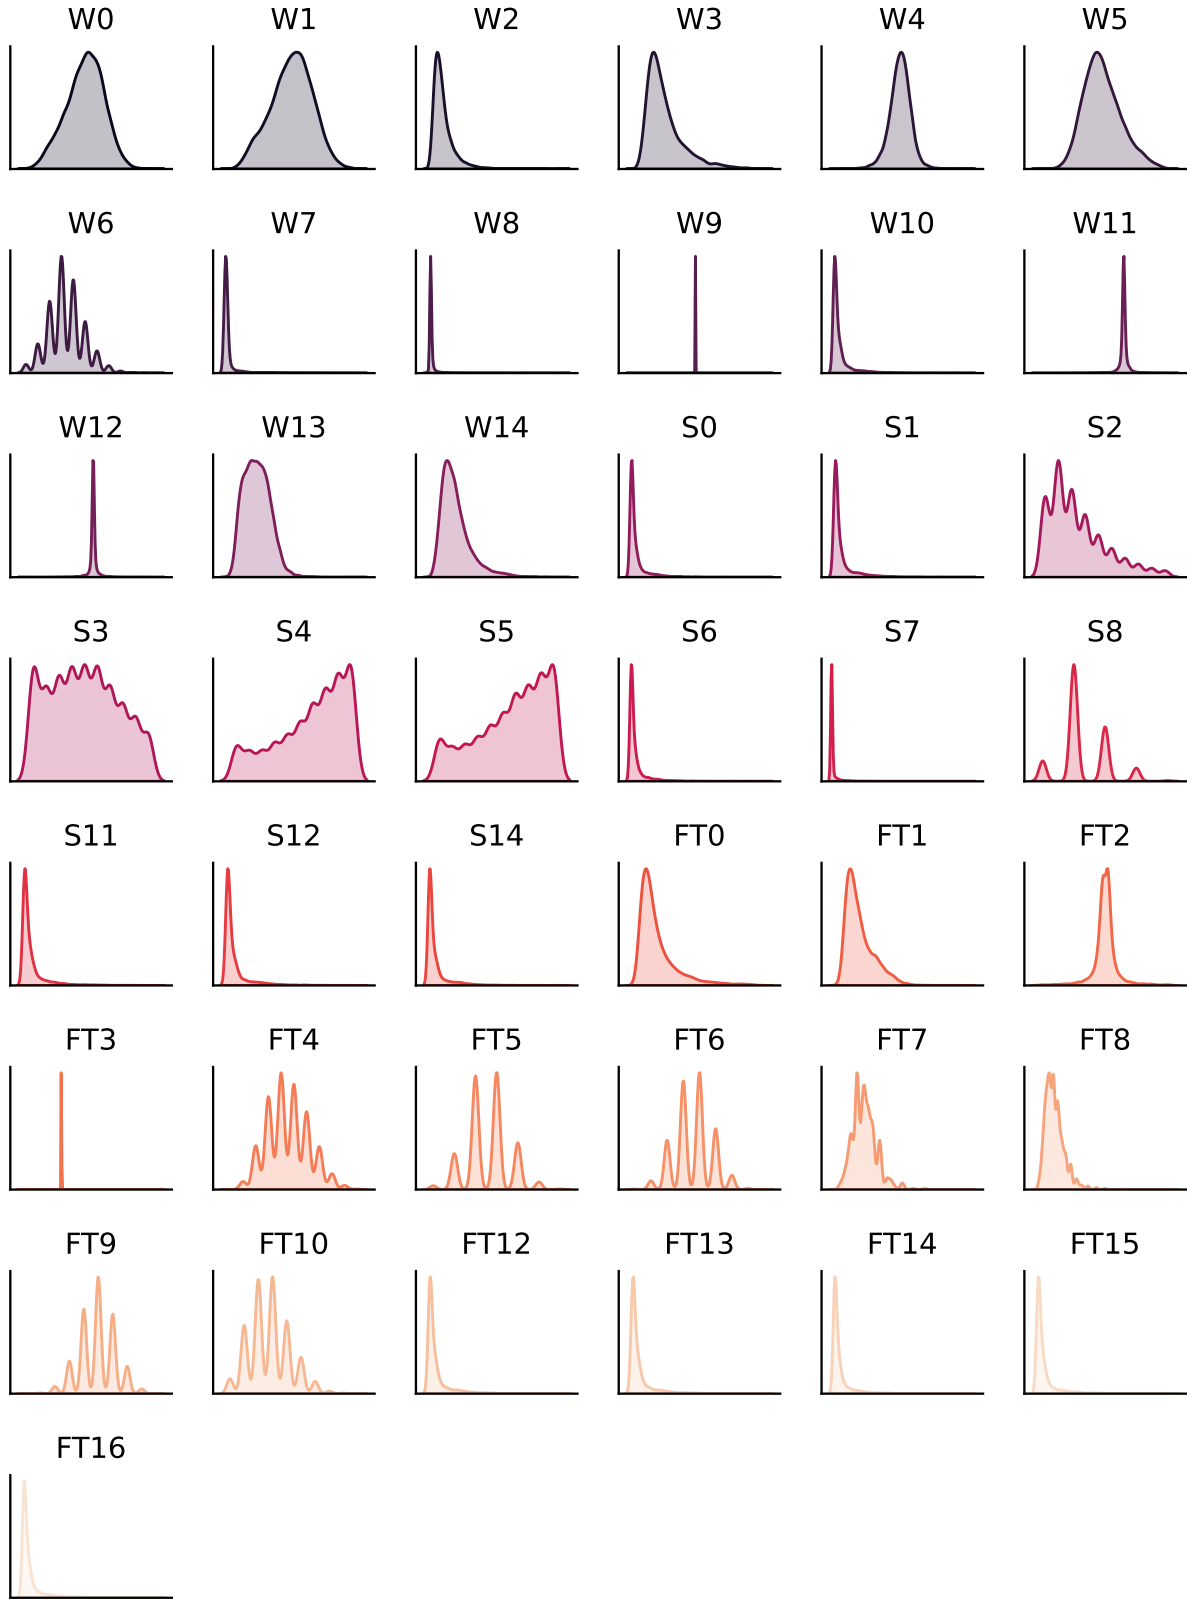 W0 W1 W2 W3 W4 W5
W6 W7 W8 W9 W10 W11
W12 W13 W14 S0 S1 S2
S3 S4 S5 S6 S7 S8
S11 S12 S14 FT0 FT1 FT2
FT3 FT4 FT5 FT6 FT7 FT8
FT9 FT10 FT12 FT13 FT14 FT15
FT16